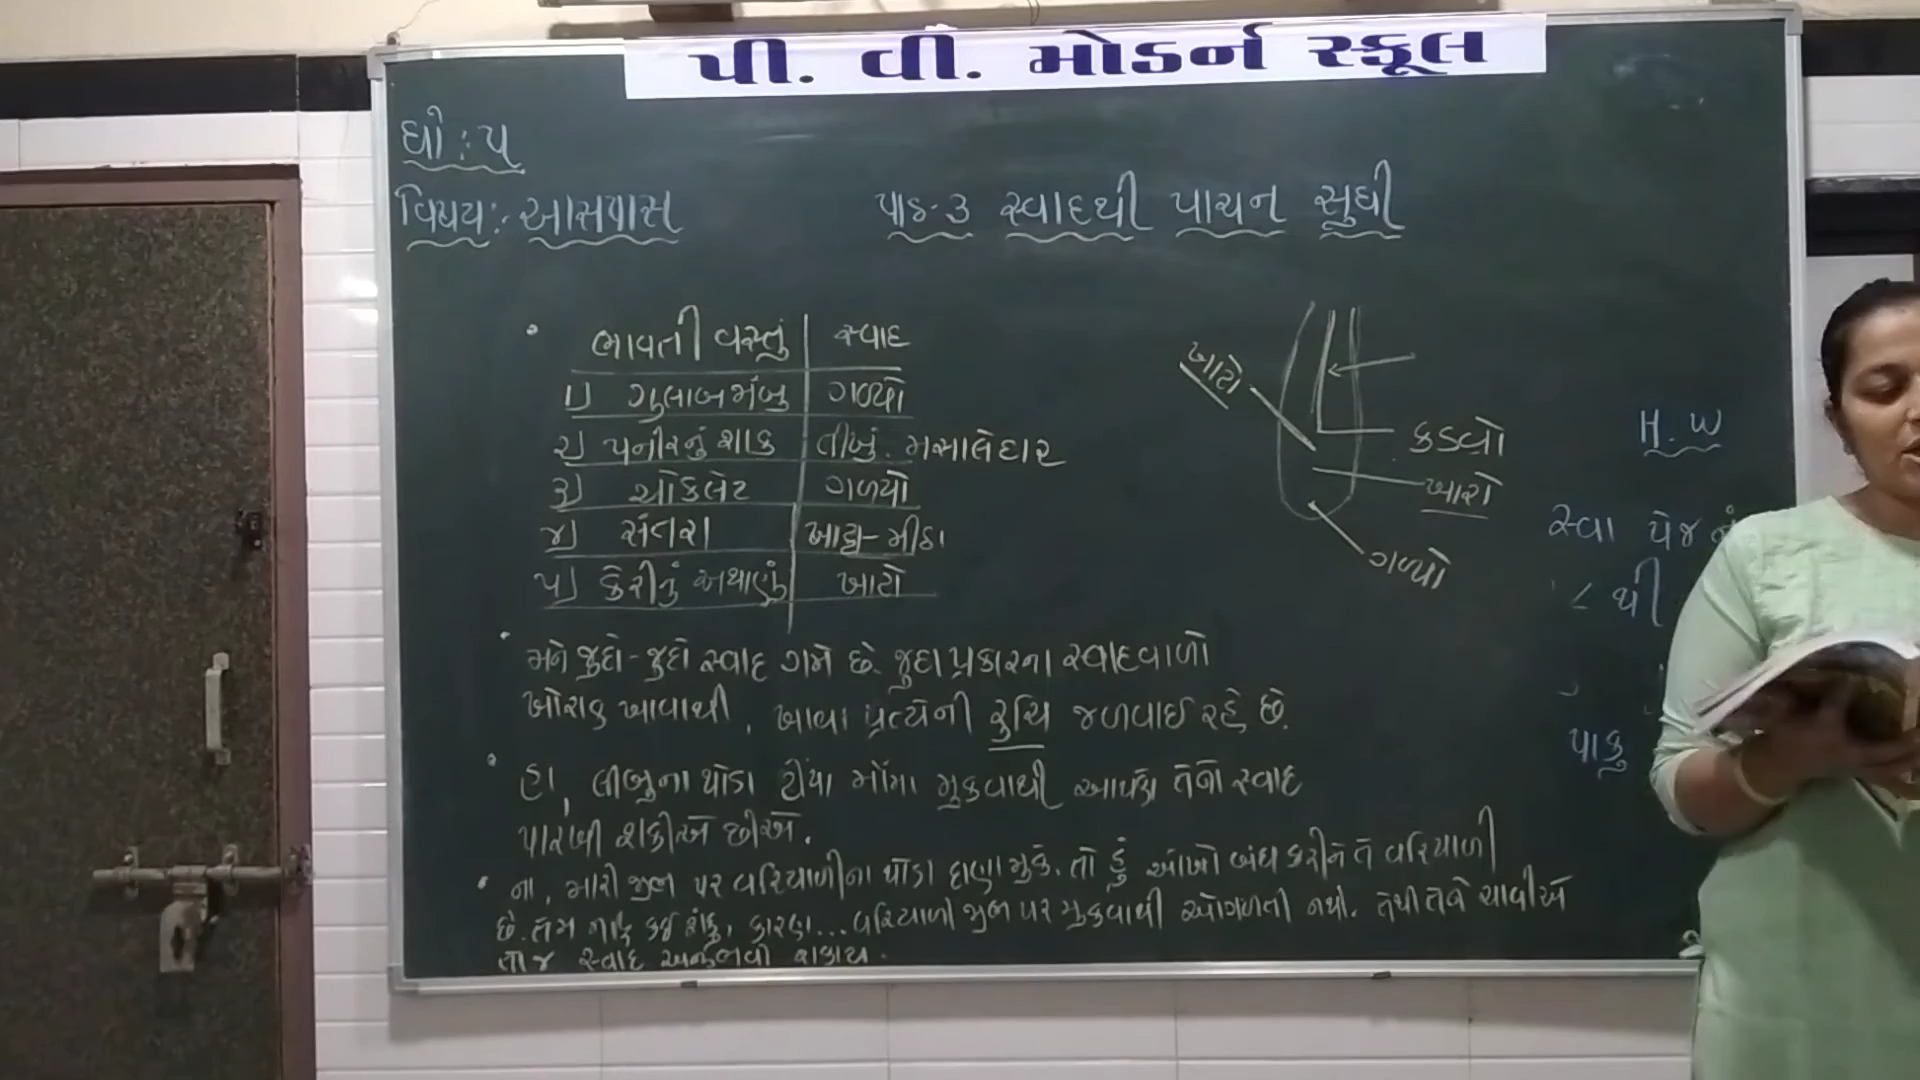 પી. વી. મોડર્ન સ્કૂલ
ધો : ૫
વિષય :- આસપાસ
પાઠ-૩ સ્વાદથી પાચન સુધી
ભાવતી વસ્તું સ્વાદ
૧) ગુલાબજાંબુ ગળ્યો
૨) પનીરનું શાક તીખું. મસાલેદાર
૩) ચોકલેટ ગળ્યો
૪) સંતરા ખાટ્ટા-મીઠા
૫) કેરીનું અથાણું ખાટો
ખાટો
કડવો
ખારો
ગળ્યો
H.W
સ્વા પેજ નં
થી
પાકુ
મને જુદો-જુદો સ્વાદ ગમે છે. જુદા પ્રકારના સ્વાદવાળો
ખોરાક ખાવાથી, ખાવા પ્રત્યેની રુચિ જળવાઈ રહે છે.
હા, લીંબુના થોડા ટીંપા મોંમા મુકવાથી આપણે તેનો સ્વાદ
પારખી શકીએ છીએ.
ના, મારી જીભ પર વરિયાળીના થોડા દાણા મુકે. તો હું આંખો બંધ કરીને તે વરિયાળી
છે. તેમ નહિં કહી શકું, કારણ... વરિયાળી જીભ પર મુકવાથી ઓગળતી નથી. તેથી તેને ચાવીએ
તો જ સ્વાદ અનુભવી શકાય.